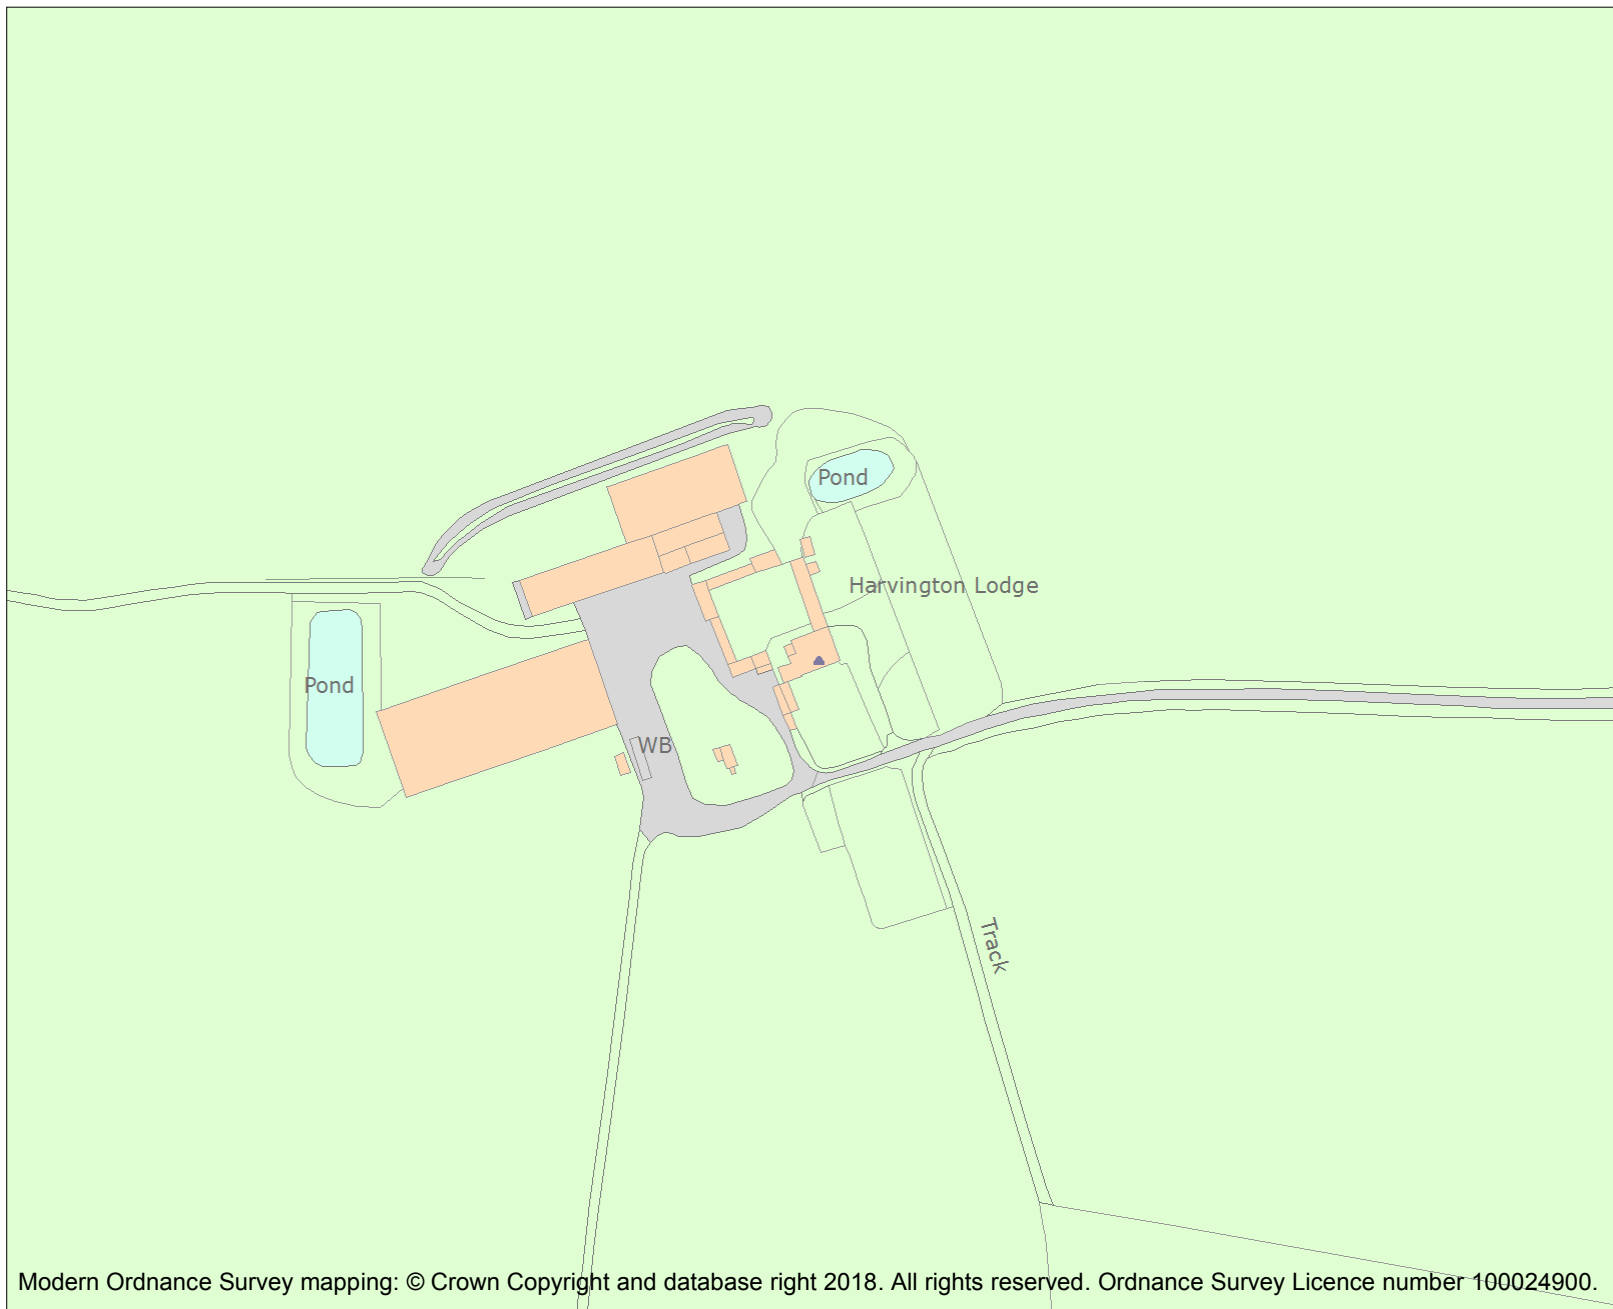 Pond
Harvington Lodge
Pond
WB
Track
Modern Ordnance Survey mapping: © Crown Copyright and database right 2018. All rights reserved. Ordnance Survey Licence number 100024900.